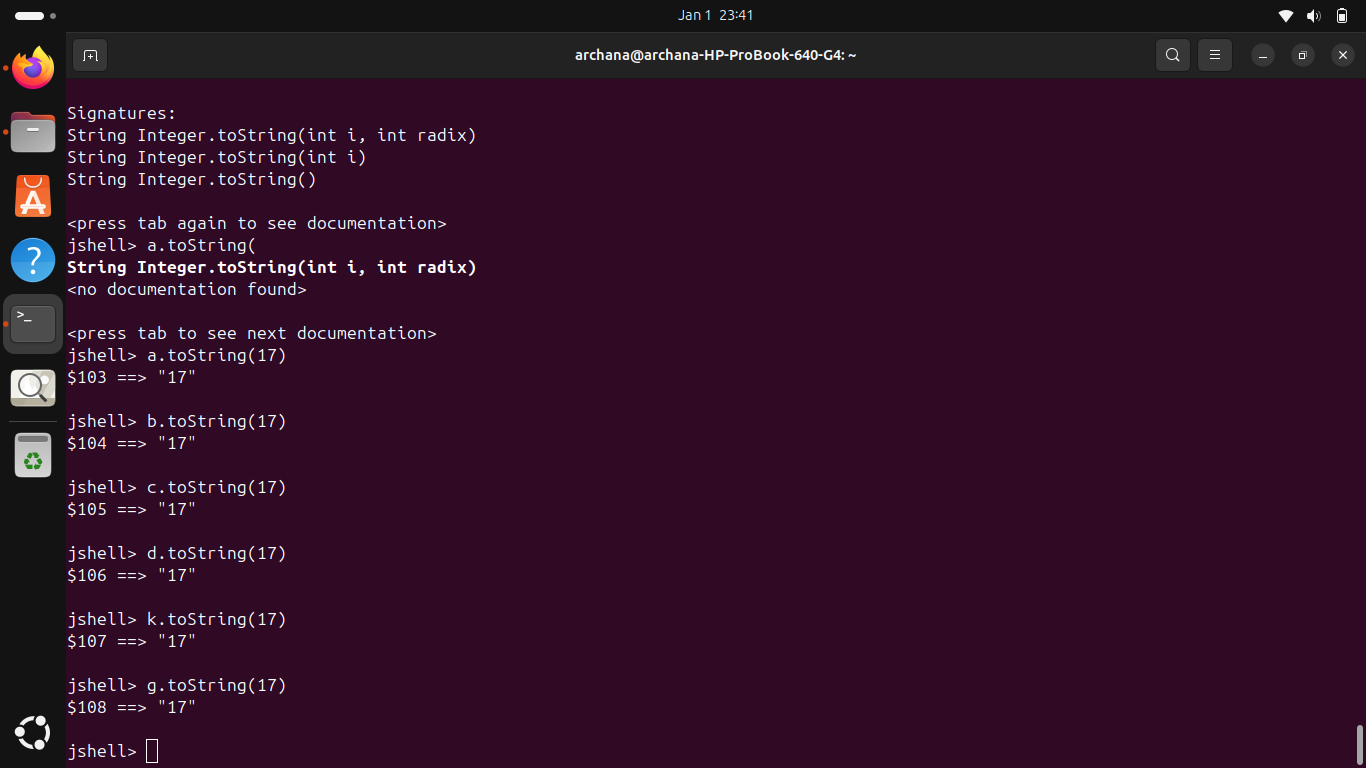 Jan 1 23:41
archana@archana-HP-ProBook-640-G4: ~
Signatures:
String Integer.toString(int i, int radix)
String Integer.toString(int i)
String Integer.toString()
<press tab again to see documentation>
jshell> a.toString(
String Integer.toString(int i, int radix)
<no documentation found>
<press tab to see next documentation>
jshell> a.toString(17)
$103 ==> "17"
jshell> b.toString(17)
$104 ==> "17"
jshell> c.toString(17)
$105 ==> "17"
jshell> d.toString(17)
$106 ==> "17"
jshell> k.toString(17)
$107 ==> "17"
jshell> g.toString(17)
$108 ==> "17"
jshell>